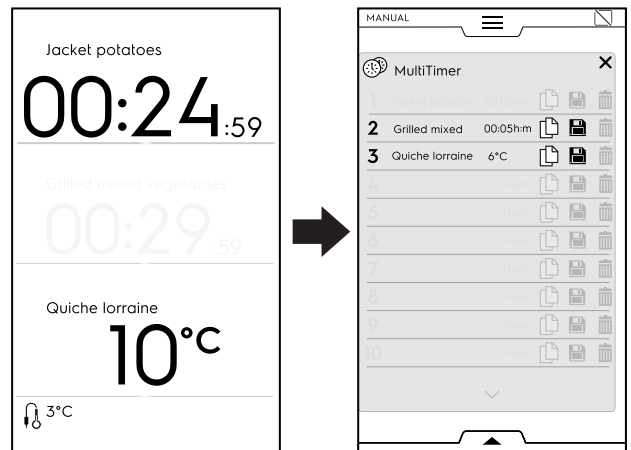 Jacket potatoes
00:24:59
Grilled mixed vegetables
00:29:59
Quiche lorraine
10°C
3°C
MANUAL
MultiTimer
1 Jacket potatoes 00:00h:m
2 Grilled mixed 00:05h:m
3 Quiche lorraine 6°C
4 --- --:--h:m
5 --- --:--h:m
6 --- --:--h:m
7 --- --:--h:m
8 --- --:--h:m
9 --- --:--h:m
10 --- --:--h:m